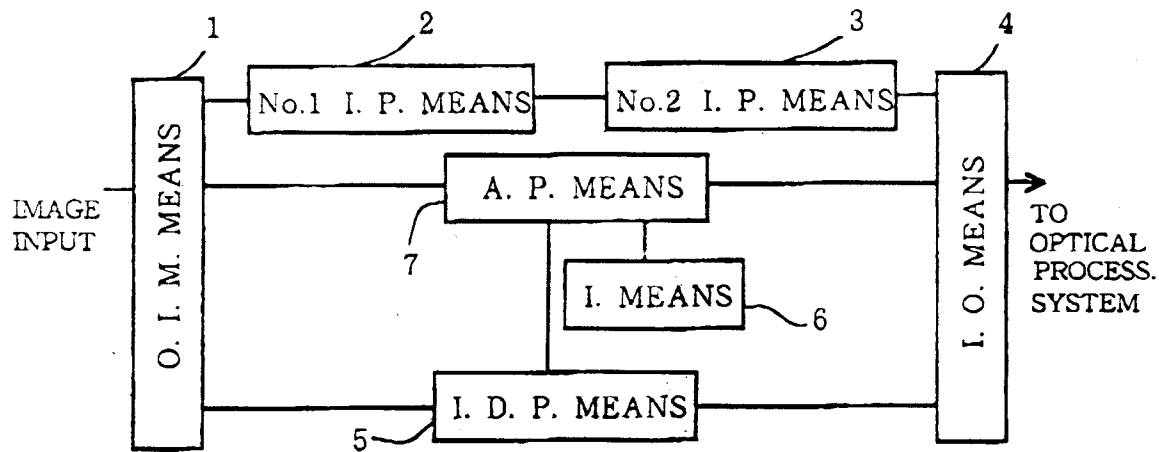 1
2
3
4
No.1 I. P. MEANS
No.2 I. P. MEANS
O. I. M. MEANS
A. P. MEANS
I. O. MEANS
IMAGE
INPUT
7
TO
OPTICAL
PROCESS.
SYSTEM
I. MEANS
6
I. D. P. MEANS
5